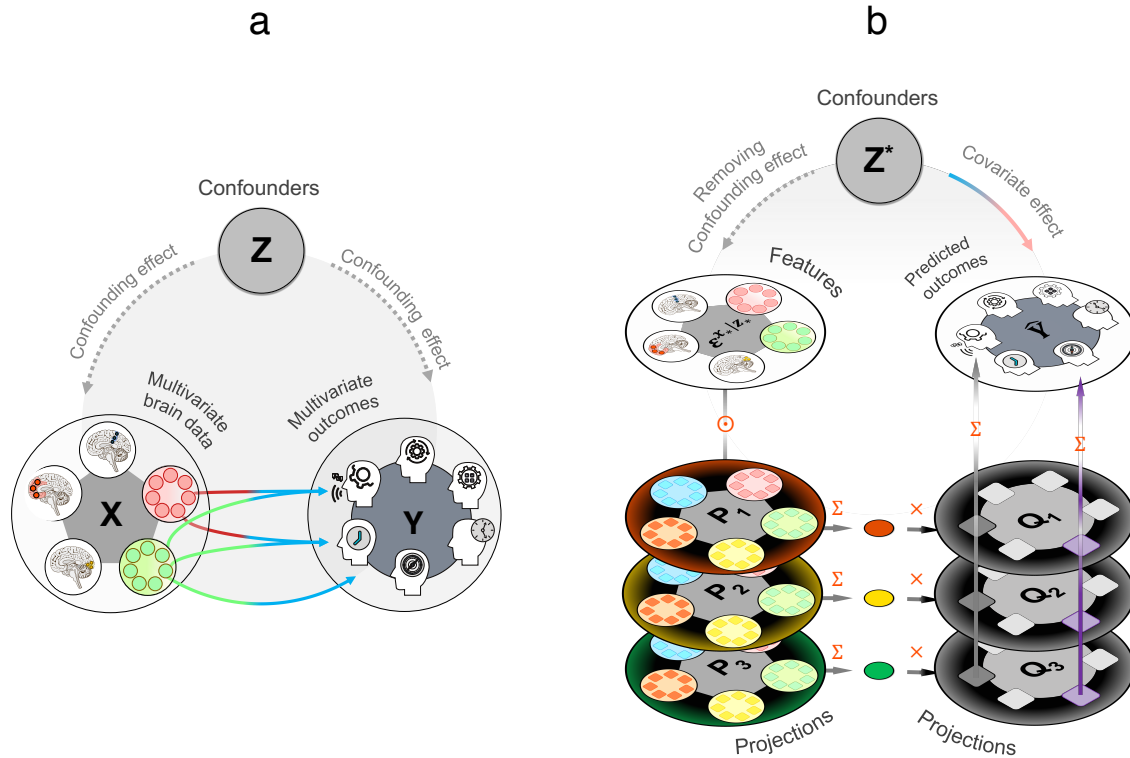 a
b
Confounders
Z
Confounding effect
Confounding effect
Multivariate
brain data
Multivariate
outcomes
X
Y
Confounders
Z*
Removing
Confounding effect
Covariate effect
Features
Predicted
outcomes
εˣ*|z*
Ŷ
Σ
Σ
P₁
Σ
×
Q₁
P₂
Σ
×
Q₂
P₃
Σ
×
Q₃
Projections
Projections